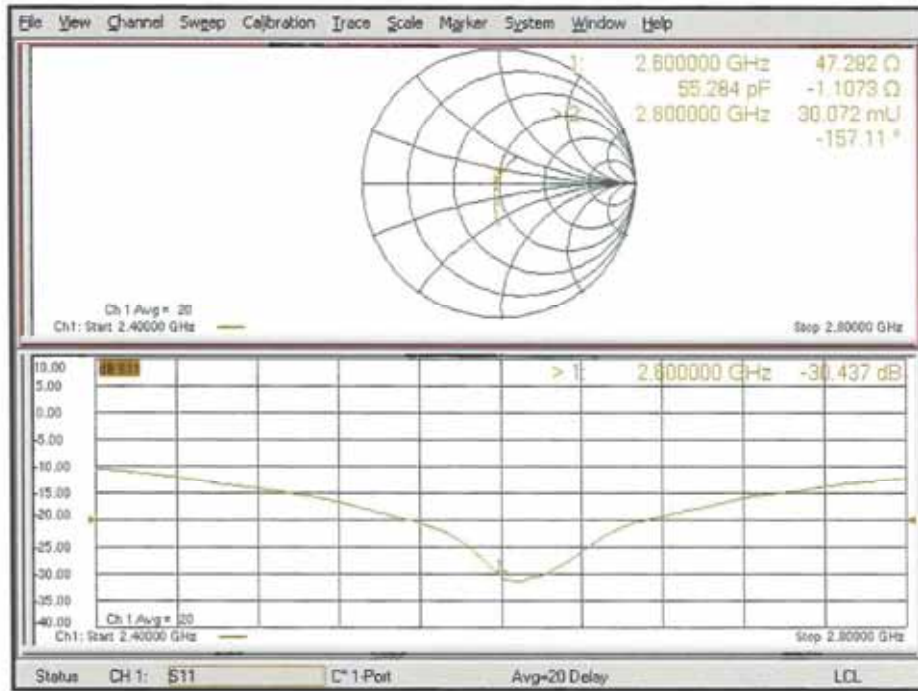 File View Channel Sweep Calibration Trace Scale Marker System Window Help
1: 2.600000 GHz 47.292 Ω
55.284 pF -1.1073 Ω
2.600000 GHz 30.072 mU
-157.11 °
Ch 1 Avg = 20
Ch1: Start 2.40000 GHz
Stop 2.80000 GHz
10.00
> 1: 2.600000 GHz -30.437 dB
5.00
0.00
-5.00
-10.00
-15.00
-20.00
-25.00
-30.00
-35.00
-40.00
Ch 1 Avg = 20
Ch1: Start 2.40000 GHz
Stop 2.80000 GHz
Status CH 1: S11 C* 1-Port Avg=20 Delay LCL